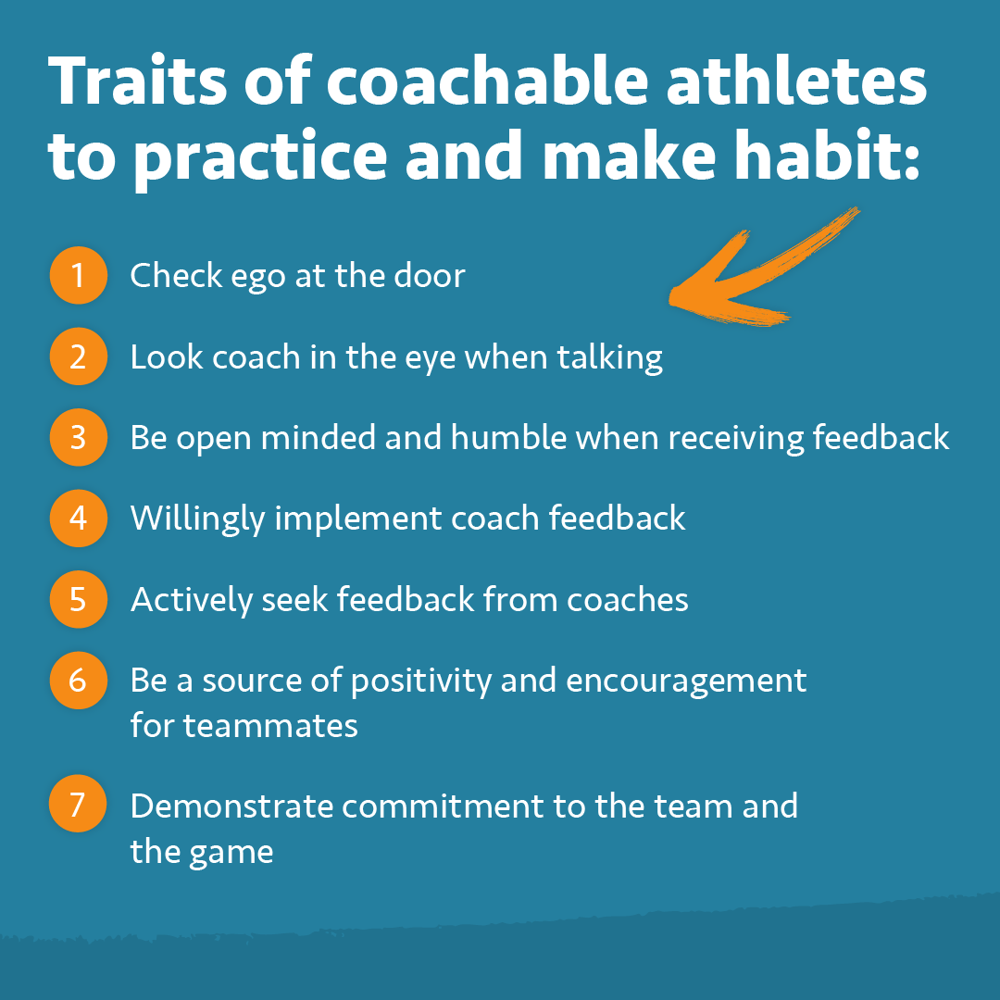 Traits of coachable athletes
to practice and make habit:
1 Check ego at the door
2 Look coach in the eye when talking
3 Be open minded and humble when receiving feedback
4 Willingly implement coach feedback
5 Actively seek feedback from coaches
6 Be a source of positivity and encouragement
for teammates
7 Demonstrate commitment to the team and
the game